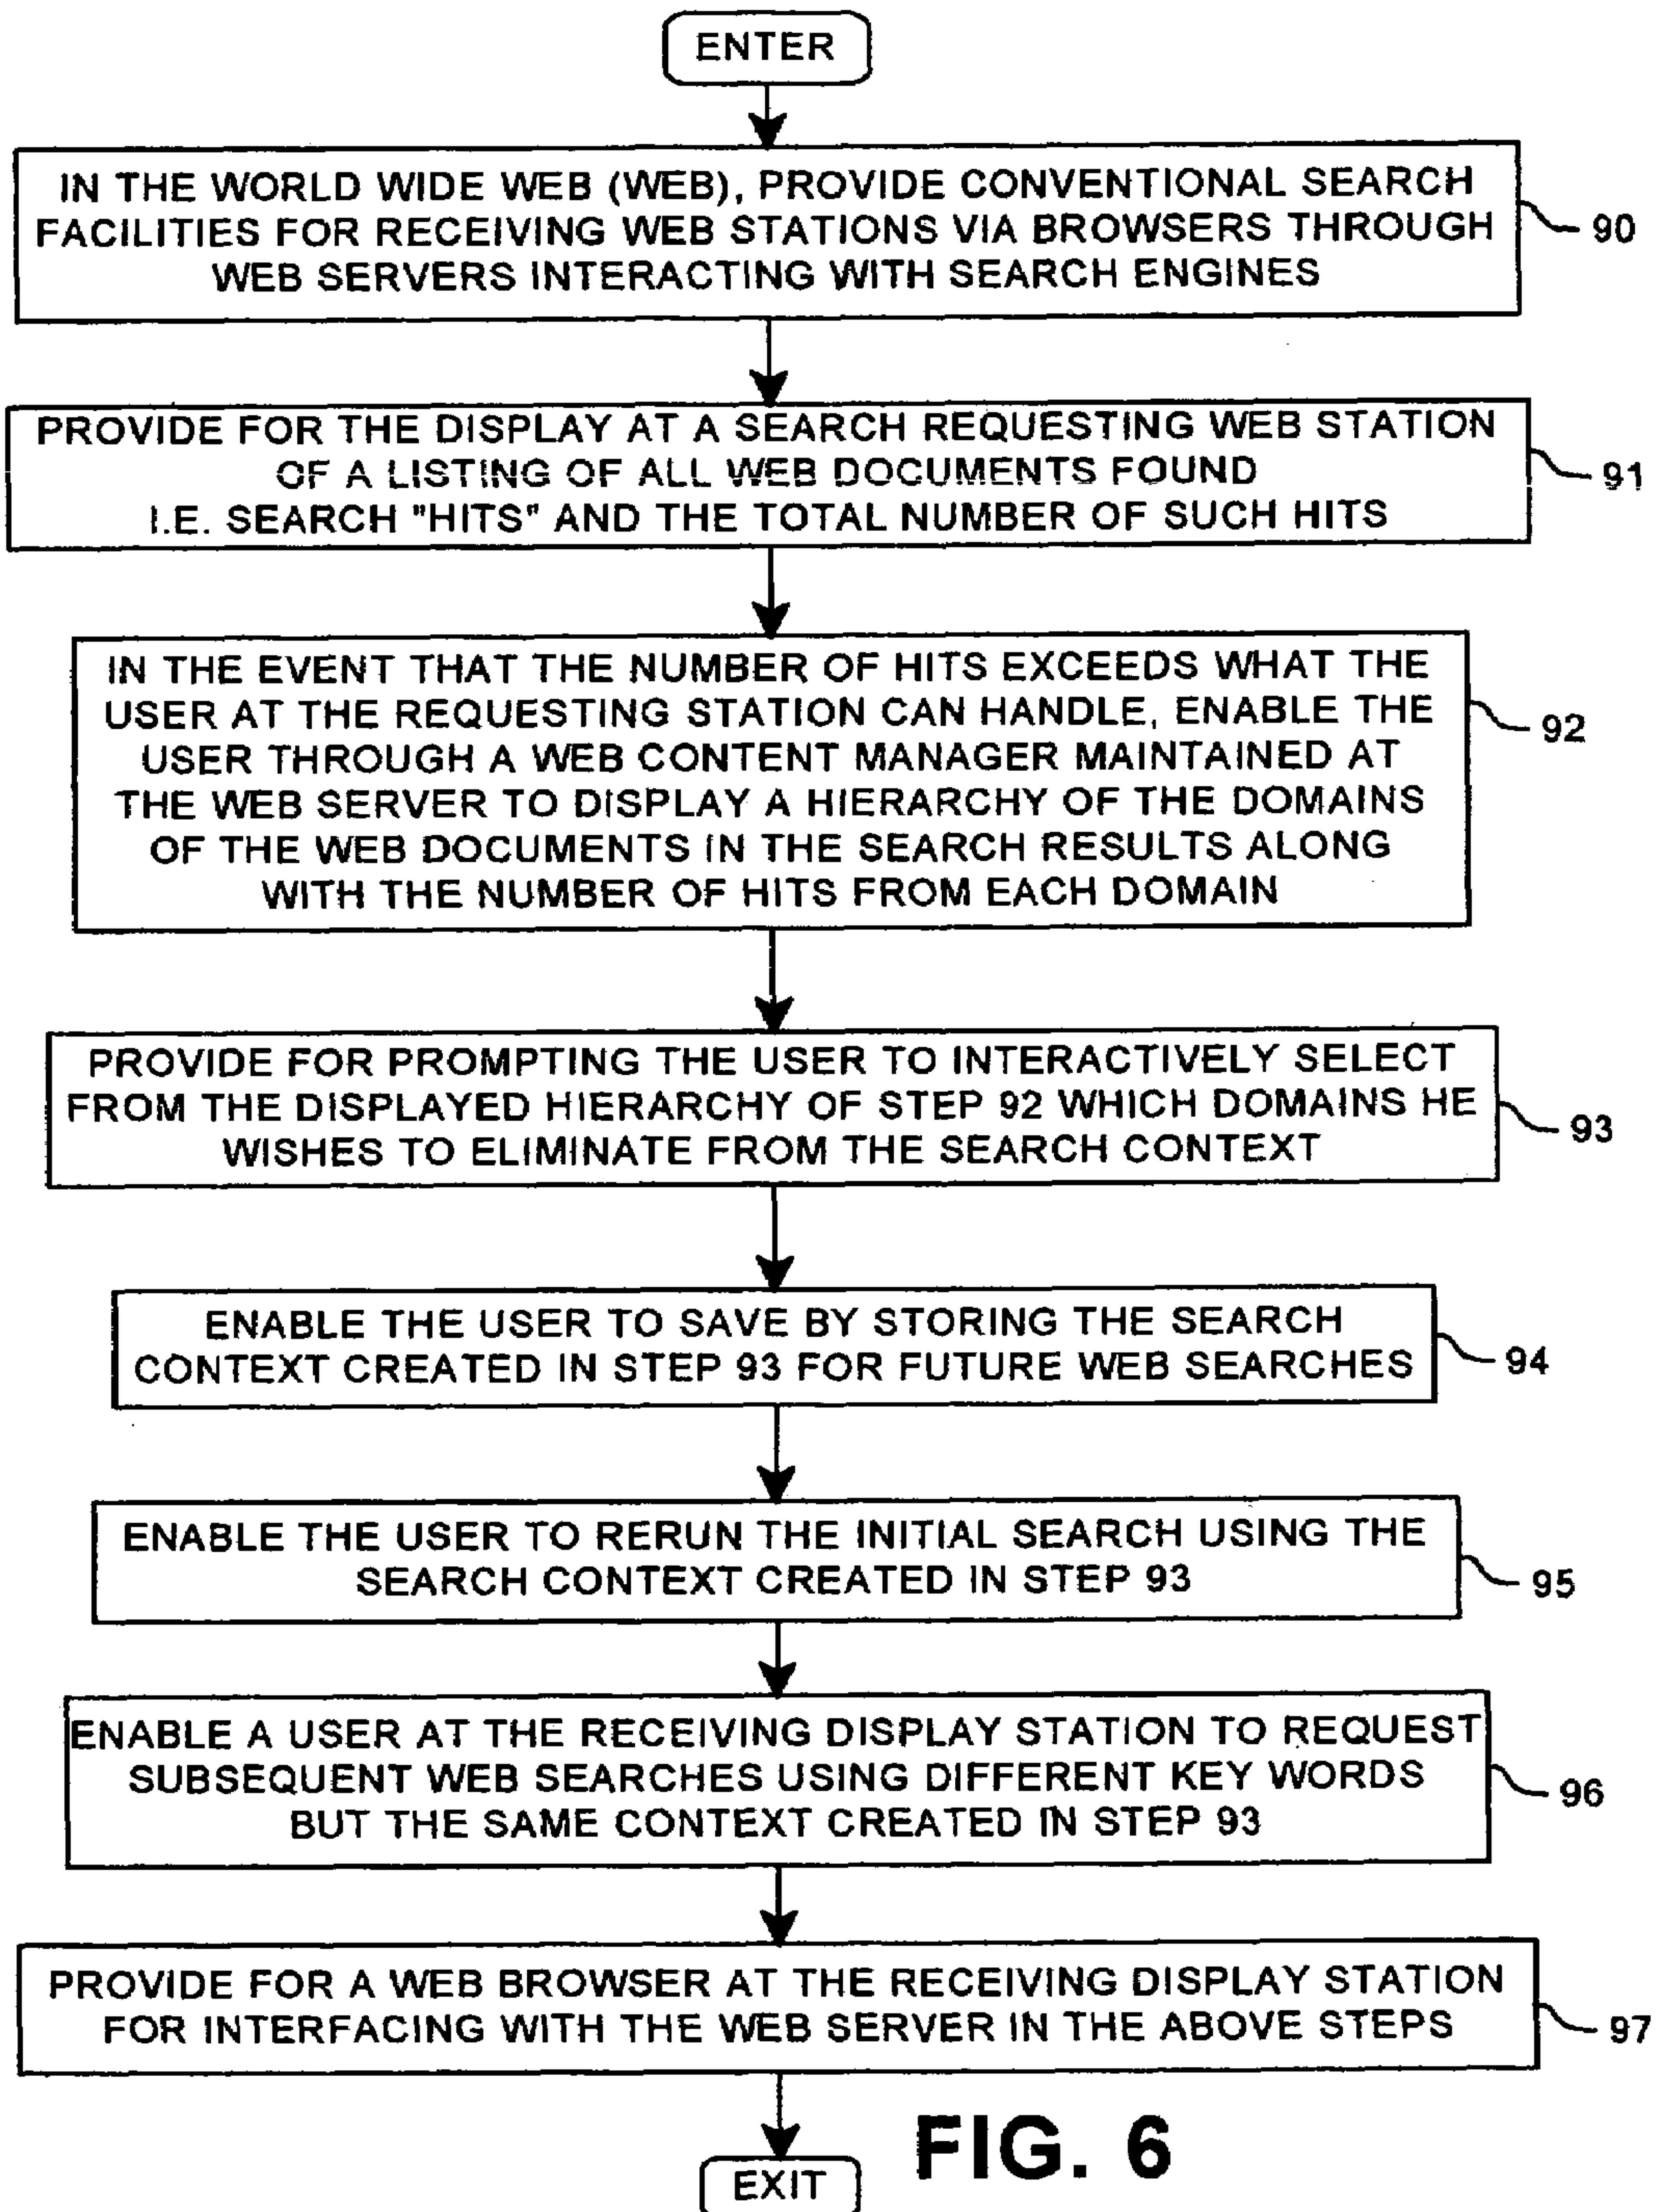 ENTER
IN THE WORLD WIDE WEB (WEB), PROVIDE CONVENTIONAL SEARCH
FACILITIES FOR RECEIVING WEB STATIONS VIA BROWSERS THROUGH
WEB SERVERS INTERACTING WITH SEARCH ENGINES
90
PROVIDE FOR THE DISPLAY AT A SEARCH REQUESTING WEB STATION
OF A LISTING OF ALL WEB DOCUMENTS FOUND
I.E. SEARCH "HITS" AND THE TOTAL NUMBER OF SUCH HITS
91
IN THE EVENT THAT THE NUMBER OF HITS EXCEEDS WHAT THE
USER AT THE REQUESTING STATION CAN HANDLE, ENABLE THE
USER THROUGH A WEB CONTENT MANAGER MAINTAINED AT
THE WEB SERVER TO DISPLAY A HIERARCHY OF THE DOMAINS
OF THE WEB DOCUMENTS IN THE SEARCH RESULTS ALONG
WITH THE NUMBER OF HITS FROM EACH DOMAIN
92
PROVIDE FOR PROMPTING THE USER TO INTERACTIVELY SELECT
FROM THE DISPLAYED HIERARCHY OF STEP 92 WHICH DOMAINS HE
WISHES TO ELIMINATE FROM THE SEARCH CONTEXT
93
ENABLE THE USER TO SAVE BY STORING THE SEARCH
CONTEXT CREATED IN STEP 93 FOR FUTURE WEB SEARCHES
94
ENABLE THE USER TO RERUN THE INITIAL SEARCH USING THE
SEARCH CONTEXT CREATED IN STEP 93
95
ENABLE A USER AT THE RECEIVING DISPLAY STATION TO REQUEST
SUBSEQUENT WEB SEARCHES USING DIFFERENT KEY WORDS
BUT THE SAME CONTEXT CREATED IN STEP 93
96
PROVIDE FOR A WEB BROWSER AT THE RECEIVING DISPLAY STATION
FOR INTERFACING WITH THE WEB SERVER IN THE ABOVE STEPS
97
EXIT
FIG. 6